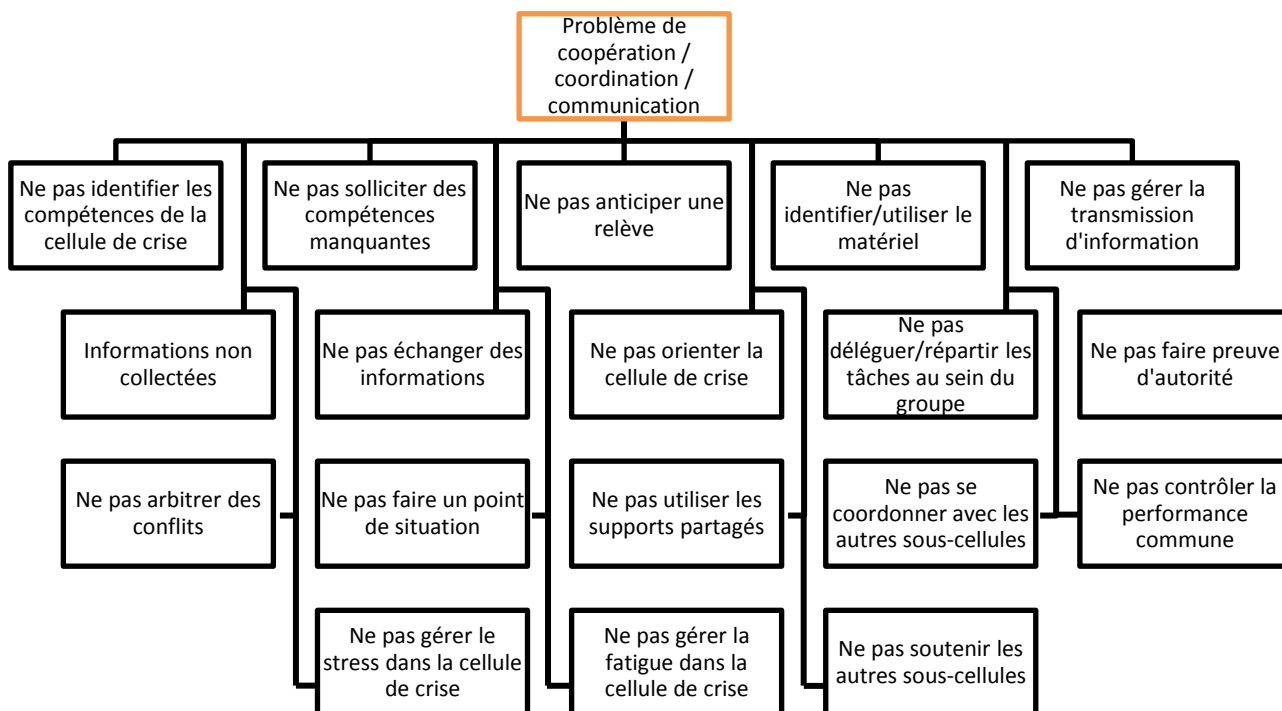 Problème de
coopération /
coordination /
communication
Ne pas identifier les
compétences de la
cellule de crise
Ne pas solliciter des
compétences
manquantes
Ne pas anticiper une
relève
Ne pas
identifier/utiliser le
matériel
Ne pas gérer la
transmission
d'information
Informations non
collectées
Ne pas échanger des
informations
Ne pas orienter la
cellule de crise
Ne pas
déléguer/répartir les
tâches au sein du
groupe
Ne pas faire preuve
d'autorité
Ne pas arbitrer des
conflits
Ne pas faire un point
de situation
Ne pas utiliser les
supports partagés
Ne pas se
coordonner avec les
autres sous-cellules
Ne pas contrôler la
performance
commune
Ne pas gérer le
stress dans la cellule
de crise
Ne pas gérer la
fatigue dans la
cellule de crise
Ne pas soutenir les
autres sous-cellules